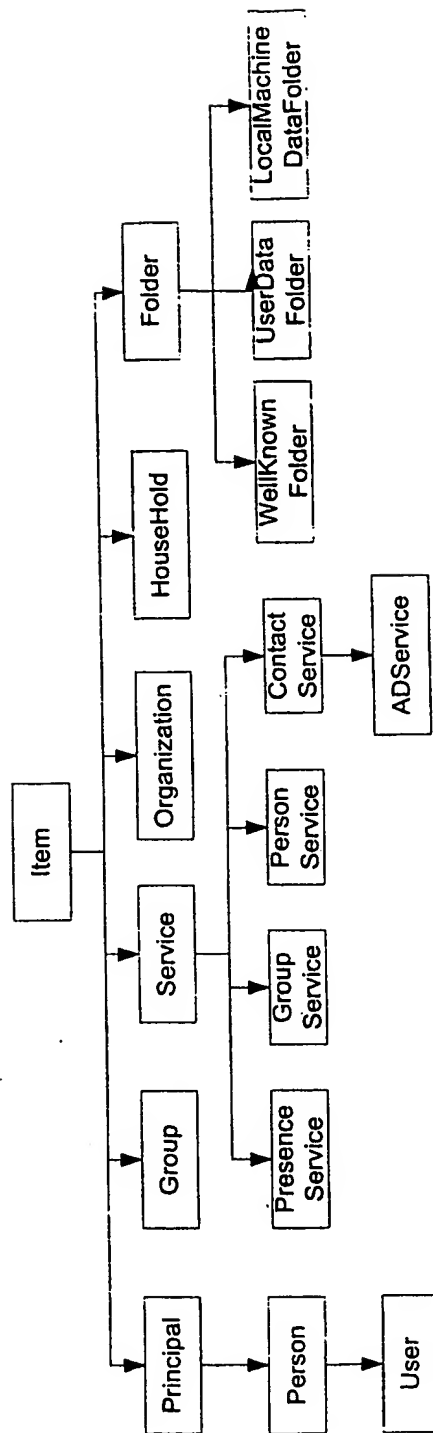 Item
Principal
Group
Service
Organization
HouseHold
Folder
Person
Presence
Service
Group
Service
Person
Service
Contact
Service
WellKnown
Folder
UserData
Folder
LocalMachine
DataFolder
User
ADService